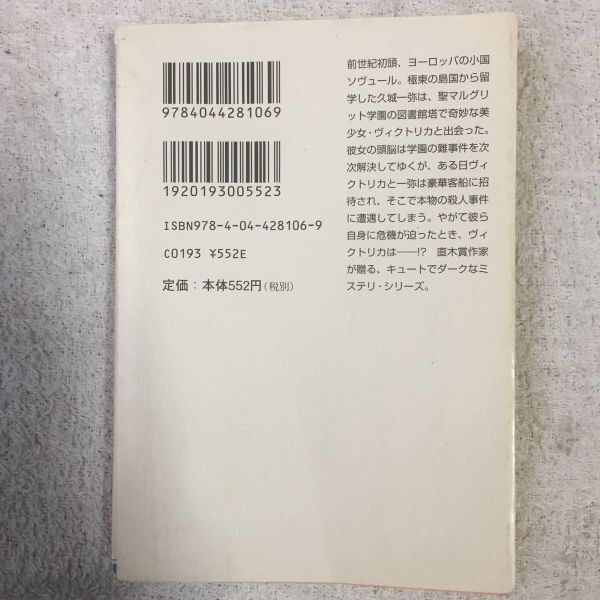 9784044281069
1920193005523
ISBN978-4-04-428106-9
C0193 ¥552E
定価：本体552円(税別)
前世紀初頭、ヨーロッパの小国
ソヴュール。極東の島国から留
学した久城一弥は、聖マルグリ
ット学園の図書館塔で奇妙な美
少女・ヴィクトリカと出会った。
彼女の頭脳は学園の難事件を次
次解決してゆくが、ある日ヴィ
クトリカと一弥は豪華客船に招
待され、そこで本物の殺人事件
に遭遇してしまう。やがて彼ら
自身に危機が迫ったとき、ヴィ
クトリカは――!?　直木賞作家
が贈る、キュートでダークなミ
ステリ・シリーズ。